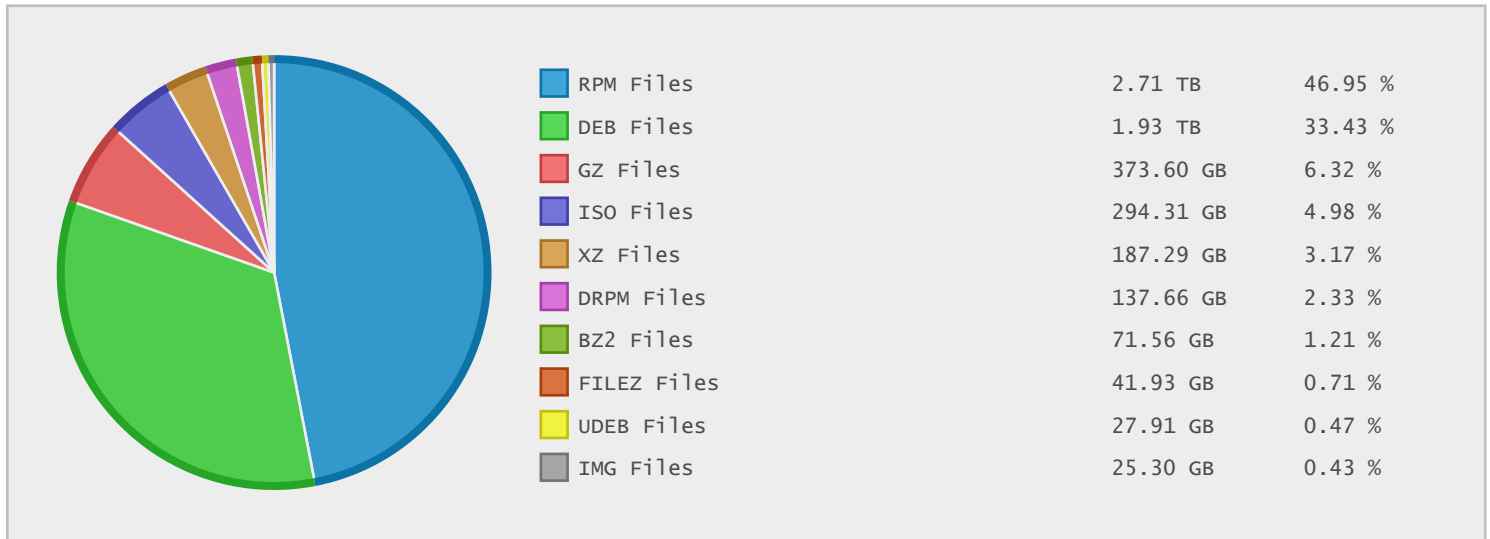 RPM Files 2.71 TB 46.95 %
DEB Files 1.93 TB 33.43 %
GZ Files 373.60 GB 6.32 %
ISO Files 294.31 GB 4.98 %
XZ Files 187.29 GB 3.17 %
DRPM Files 137.66 GB 2.33 %
BZ2 Files 71.56 GB 1.21 %
FILEZ Files 41.93 GB 0.71 %
UDEB Files 27.91 GB 0.47 %
IMG Files 25.30 GB 0.43 %